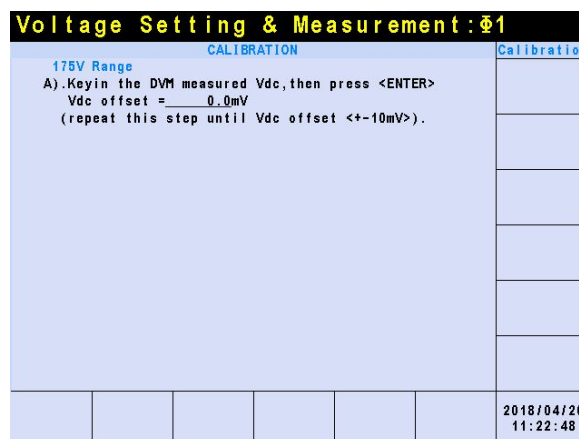 Voltage Setting & Measurement:Φ1
CALIBRATION
Calibratio
175V Range
A).Keyin the DVM measured Vdc,then press <ENTER>
Vdc offset = 0.0mV
(repeat this step until Vdc offset <+-10mV>).
2018/04/20
11:22:48